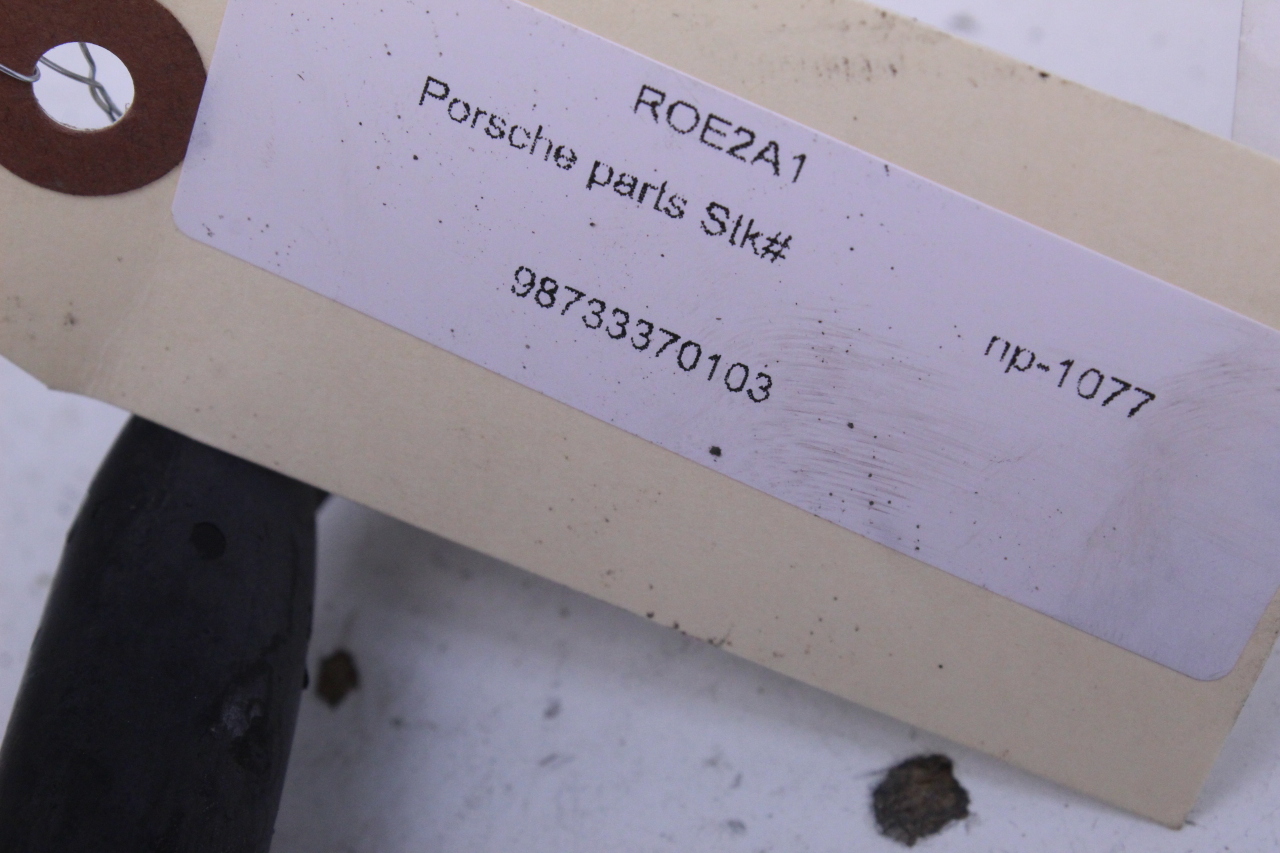 ROE2A1
Porsche parts Stk#
98733370103
np-1077